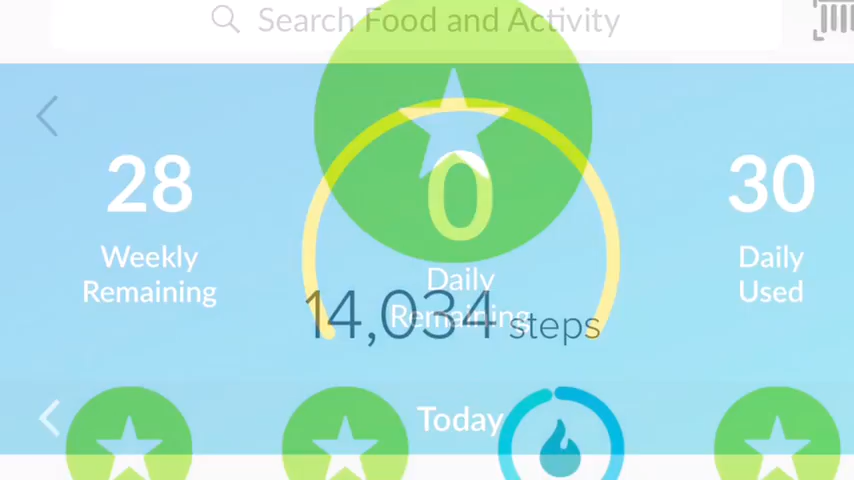 Search Food and Activity
28
0
30
Weekly
Remaining
Daily
Remaining
Daily
Used
14,034 steps
Today